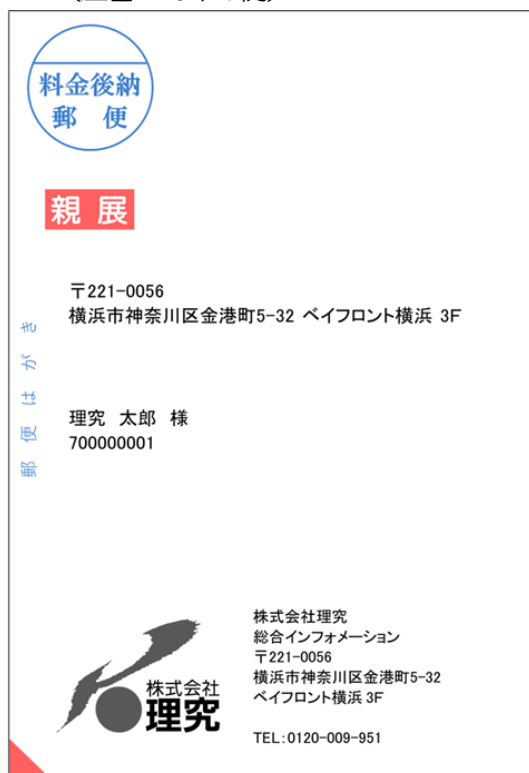 料金後納
郵 便
親 展
〒221-0056
横浜市神奈川区金港町5-32 ベイフロント横浜 3F
郵便はがき
理究 太郎 様
700000001
株式会社
理究
株式会社理究
総合インフォメーション
〒221-0056
横浜市神奈川区金港町5-32
ベイフロント横浜 3F
TEL:0120-009-951